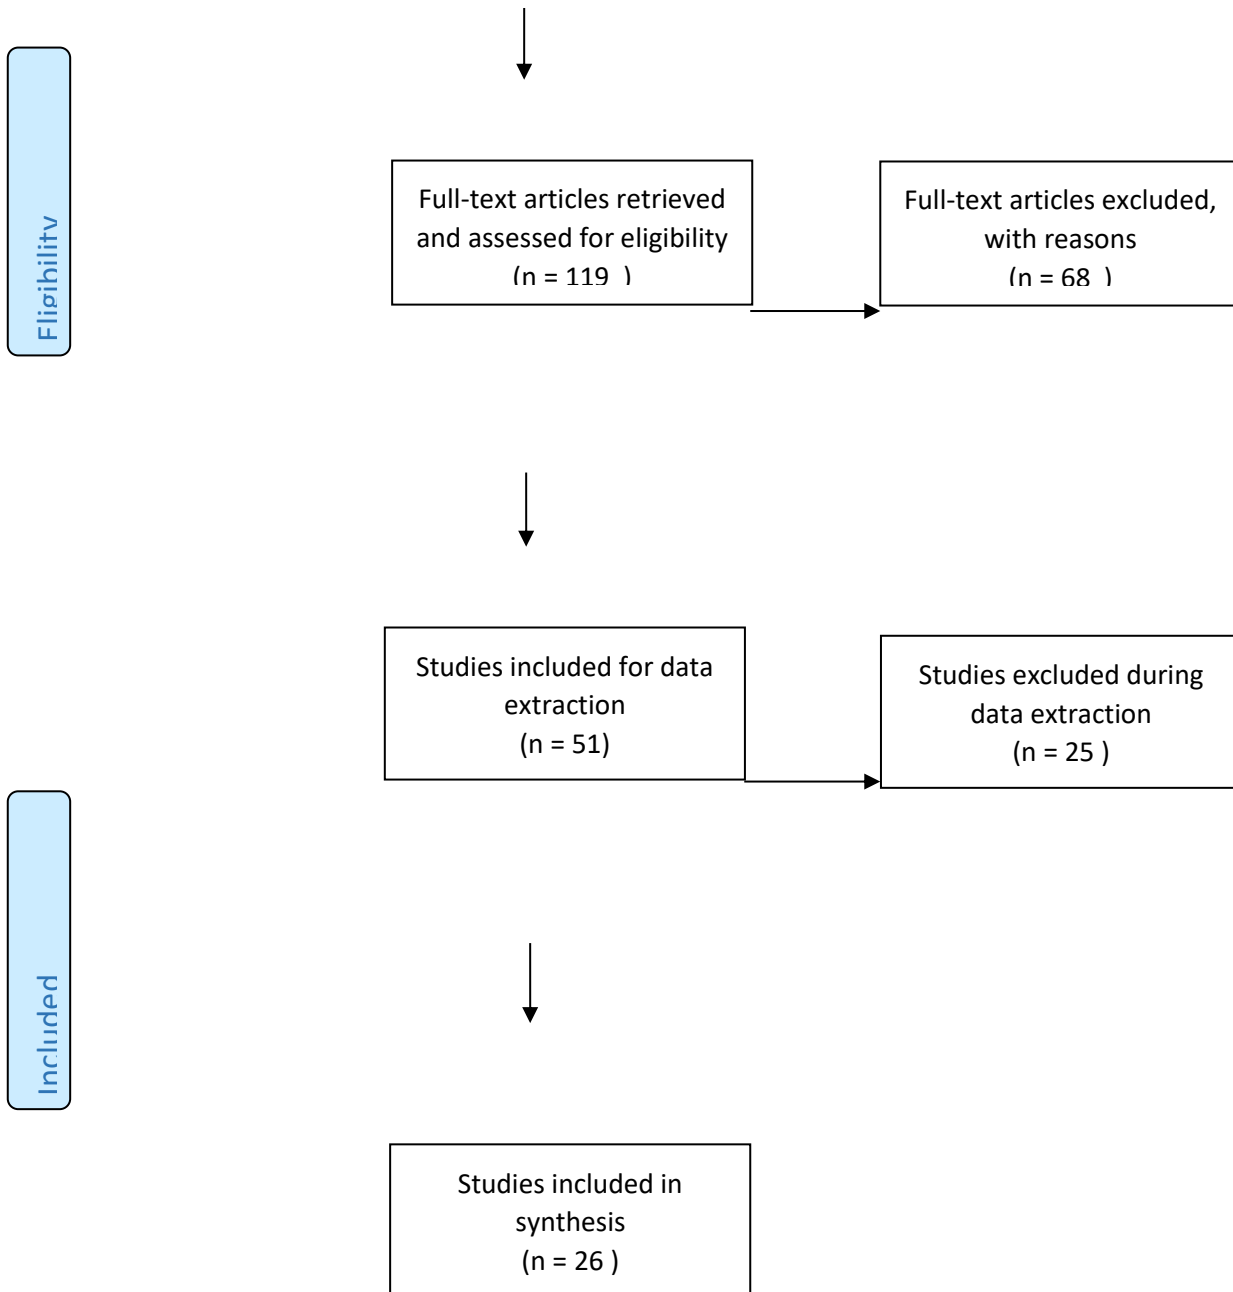 Eligibility
Full-text articles retrieved
and assessed for eligibility
(n = 119  )
Full-text articles excluded,
with reasons
(n = 68  )
Studies included for data
extraction
(n = 51)
Studies excluded during
data extraction
(n = 25 )
Included
Studies included in
synthesis
(n = 26 )